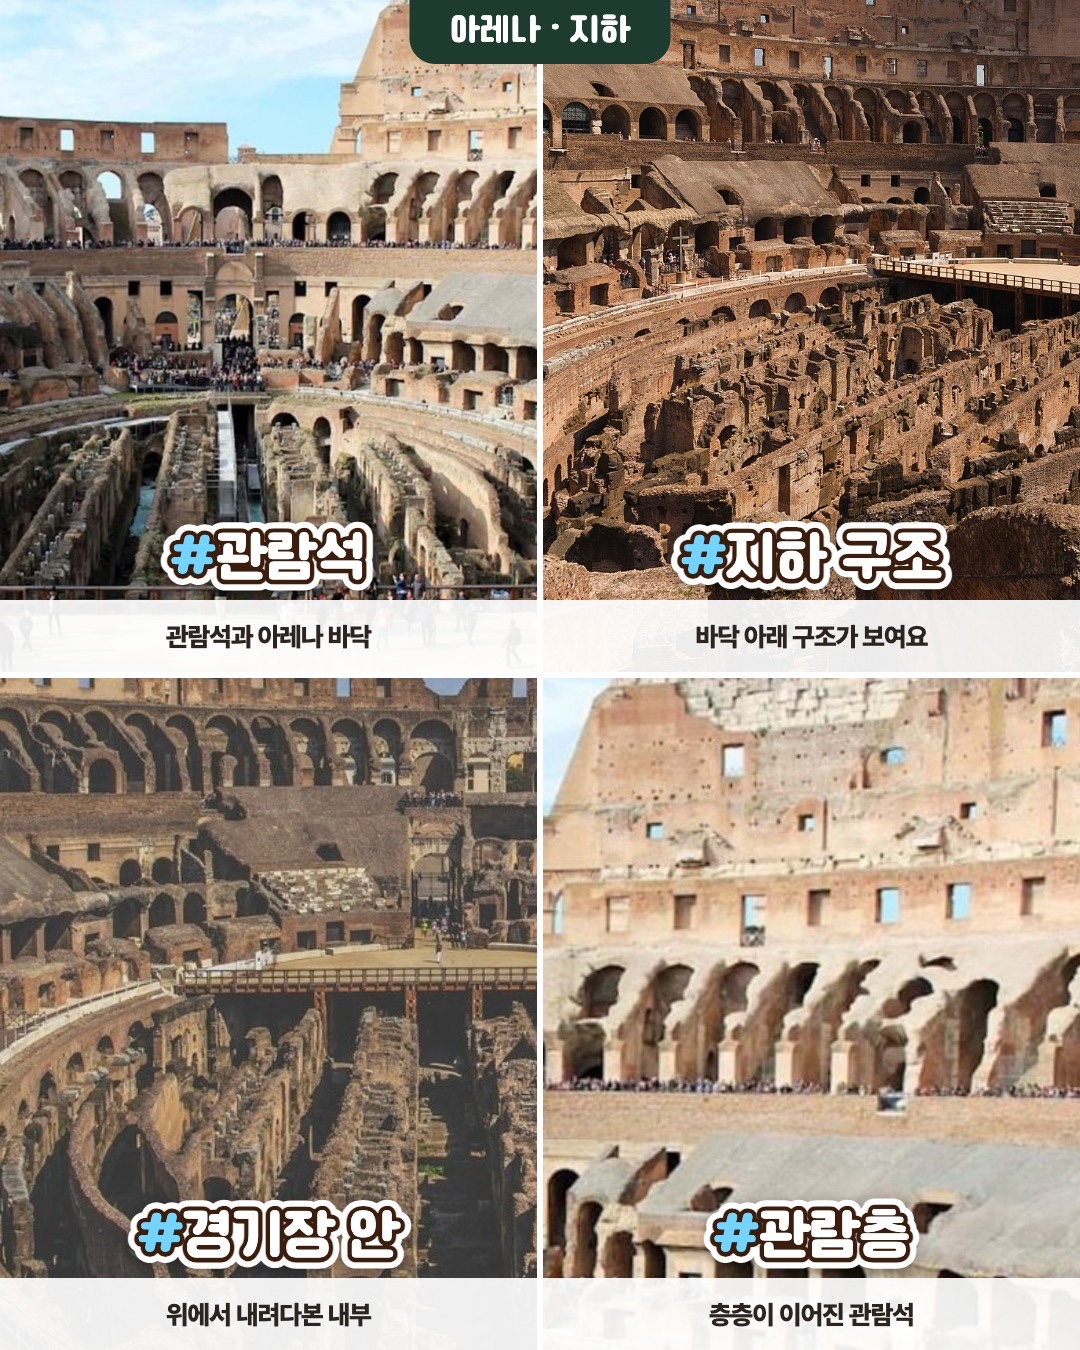 아레나 · 지하
#관람석
관람석과 아레나 바닥
#지하 구조
바닥 아래 구조가 보여요
#경기장 안
위에서 내려다본 내부
#관람층
층층이 이어진 관람석